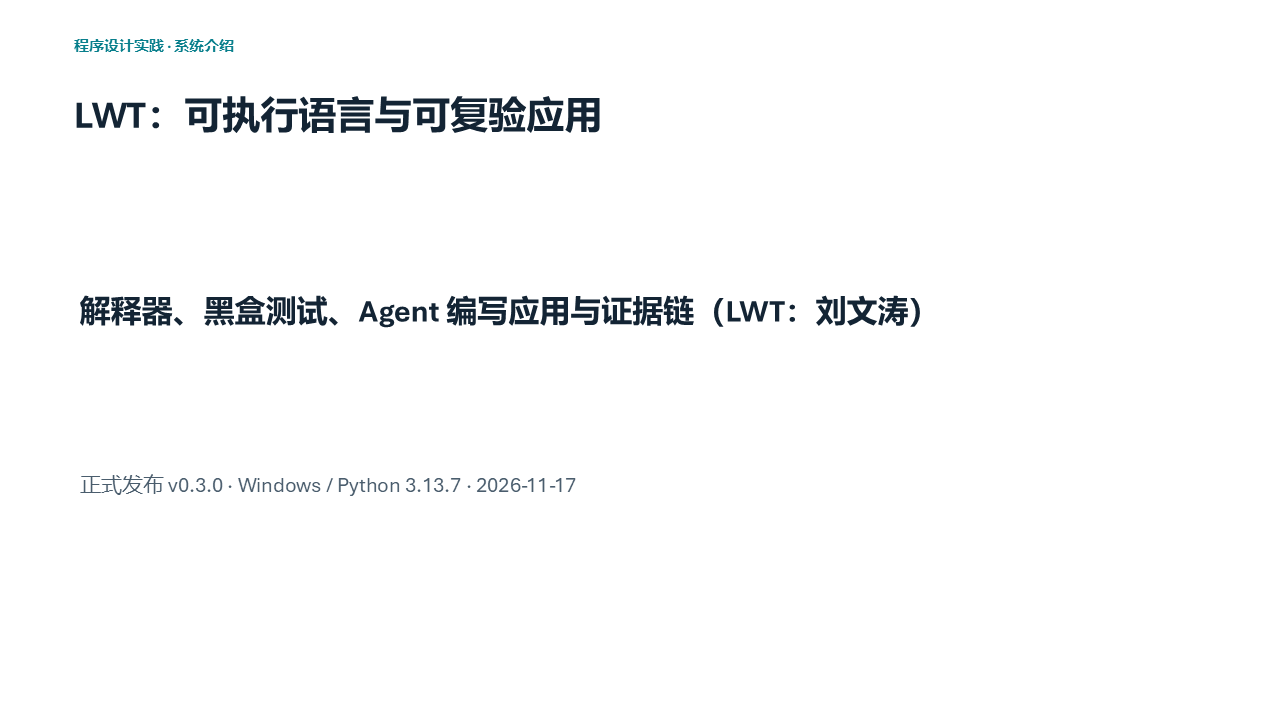 程序设计实践 · 系统介绍
LWT：可执行语言与可复验应用
解释器、黑盒测试、Agent 编写应用与证据链（LWT：刘文涛）
正式发布 v0.3.0 · Windows / Python 3.13.7 · 2026-11-17